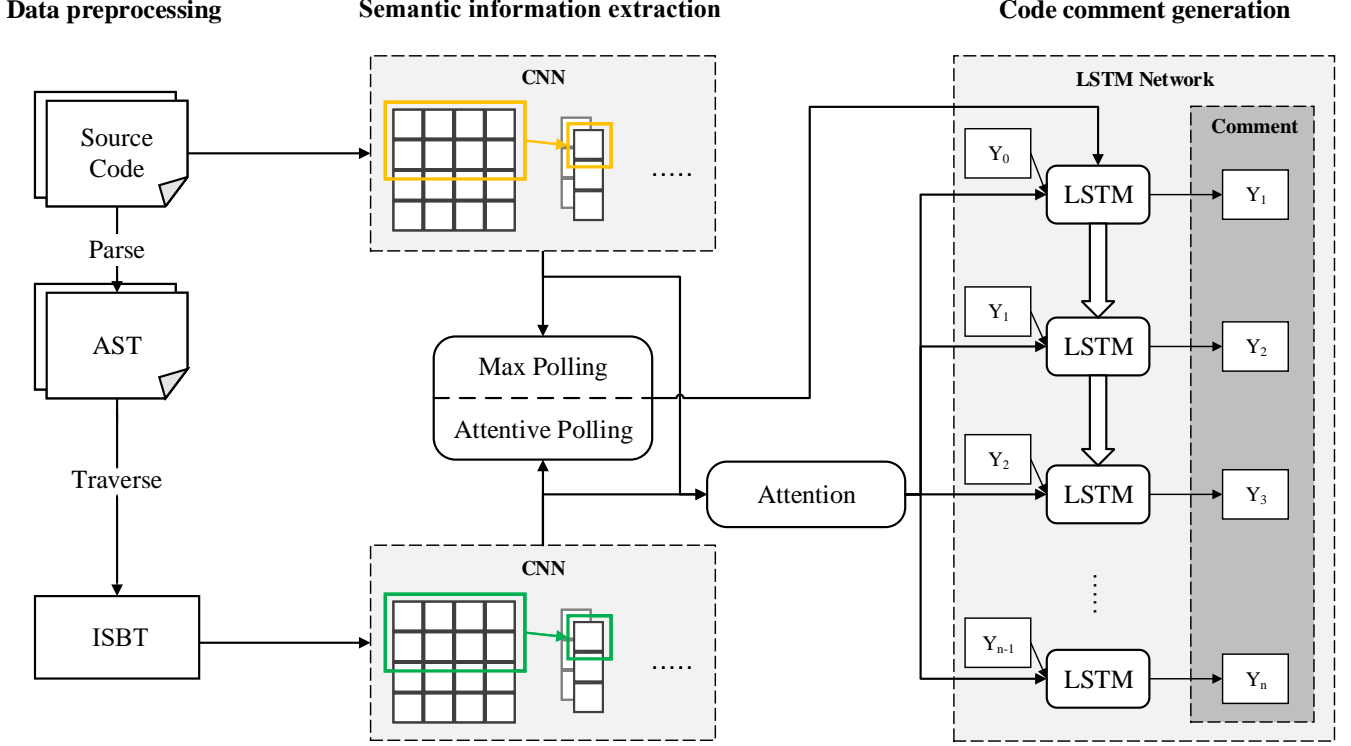 Data preprocessing
Semantic information extraction
Code comment generation
Source
Code
Parse
AST
Traverse
ISBT
CNN
.....
Max Polling
Attentive Polling
CNN
.....
Attention
LSTM Network
Comment
Y₀
LSTM
Y₁
Y₁
LSTM
Y₂
Y₂
LSTM
Y₃
......
Yₙ₋₁
LSTM
Yₙ